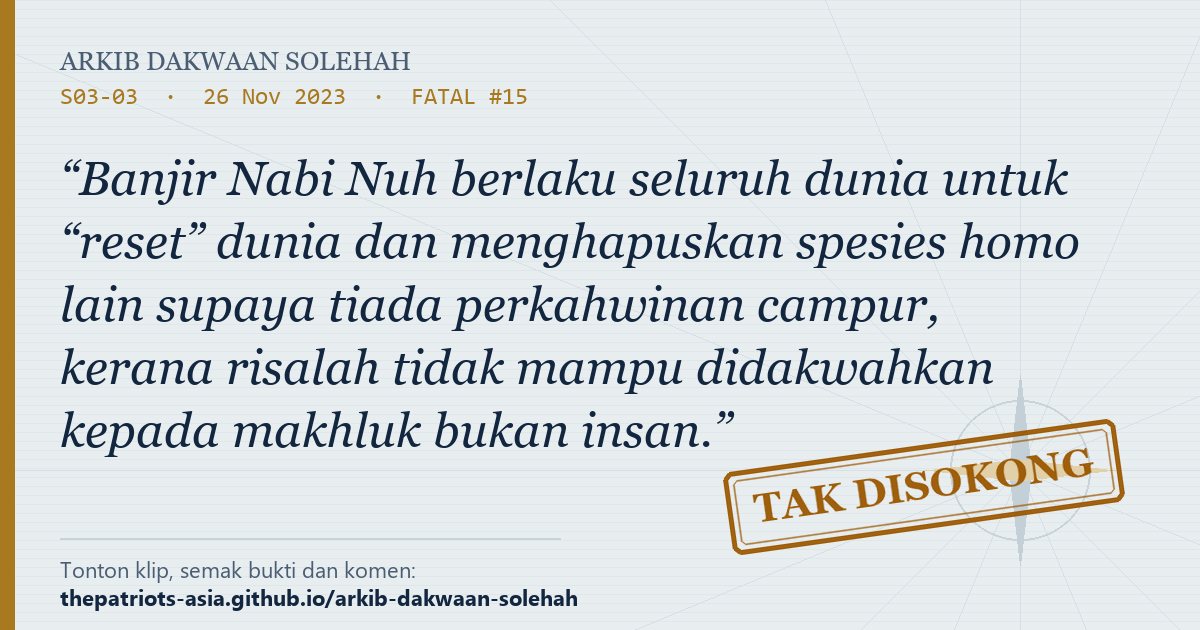 ARKIB DAKWAAN SOLEHAH
S03-03 · 26 Nov 2023 · FATAL #15
“Banjir Nabi Nuh berlaku seluruh dunia untuk
“reset” dunia dan menghapuskan spesies homo
lain supaya tiada perkahwinan campur,
kerana risalah tidak mampu didakwahkan
kepada makhluk bukan insan.”
TAK DISOKONG
Tonton klip, semak bukti dan komen:
thepatriots-asia.github.io/arkib-dakwaan-solehah